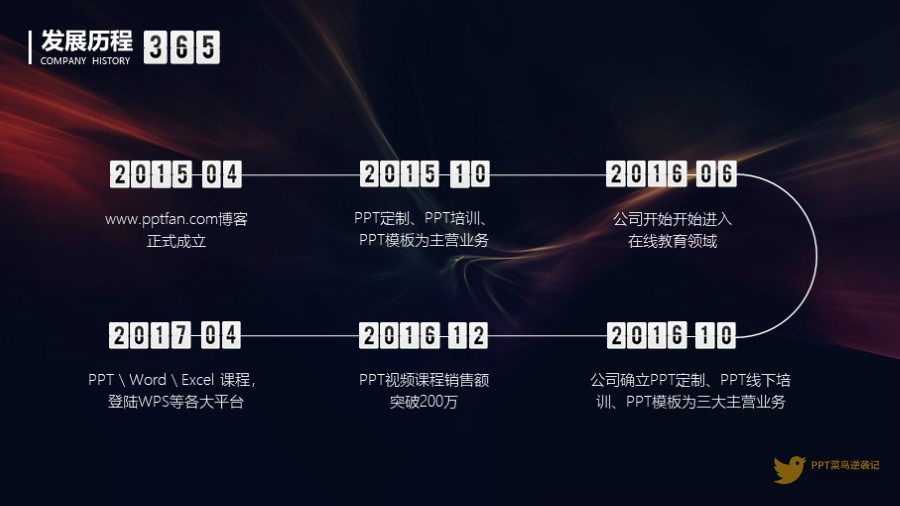 发展历程
COMPANY HISTORY
365
2015 04
www.pptfan.com博客
正式成立
2015 10
PPT定制、PPT培训、
PPT模板为主营业务
2016 06
公司开始开始进入
在线教育领域
2016 10
公司确立PPT定制、PPT线下培
训、PPT模板为三大主营业务
2016 12
PPT视频课程销售额
突破200万
2017 04
PPT \ Word \ Excel 课程，
登陆WPS等各大平台
PPT菜鸟逆袭记